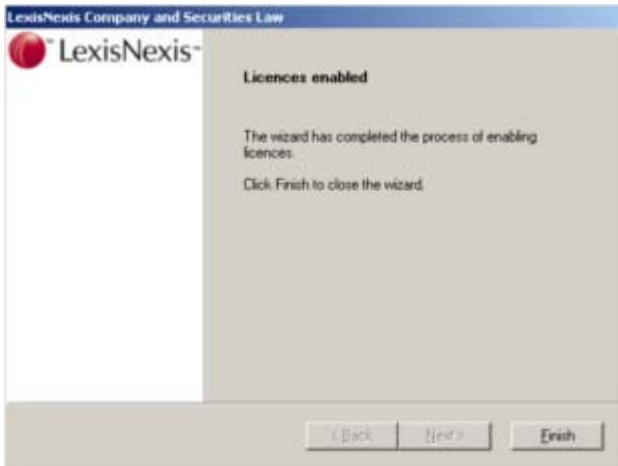 LexisNexis Company and Securities Law
LexisNexis™
Licences enabled
The wizard has completed the process of enabling
licences.
Click Finish to close the wizard.
< Back
Next >
Finish